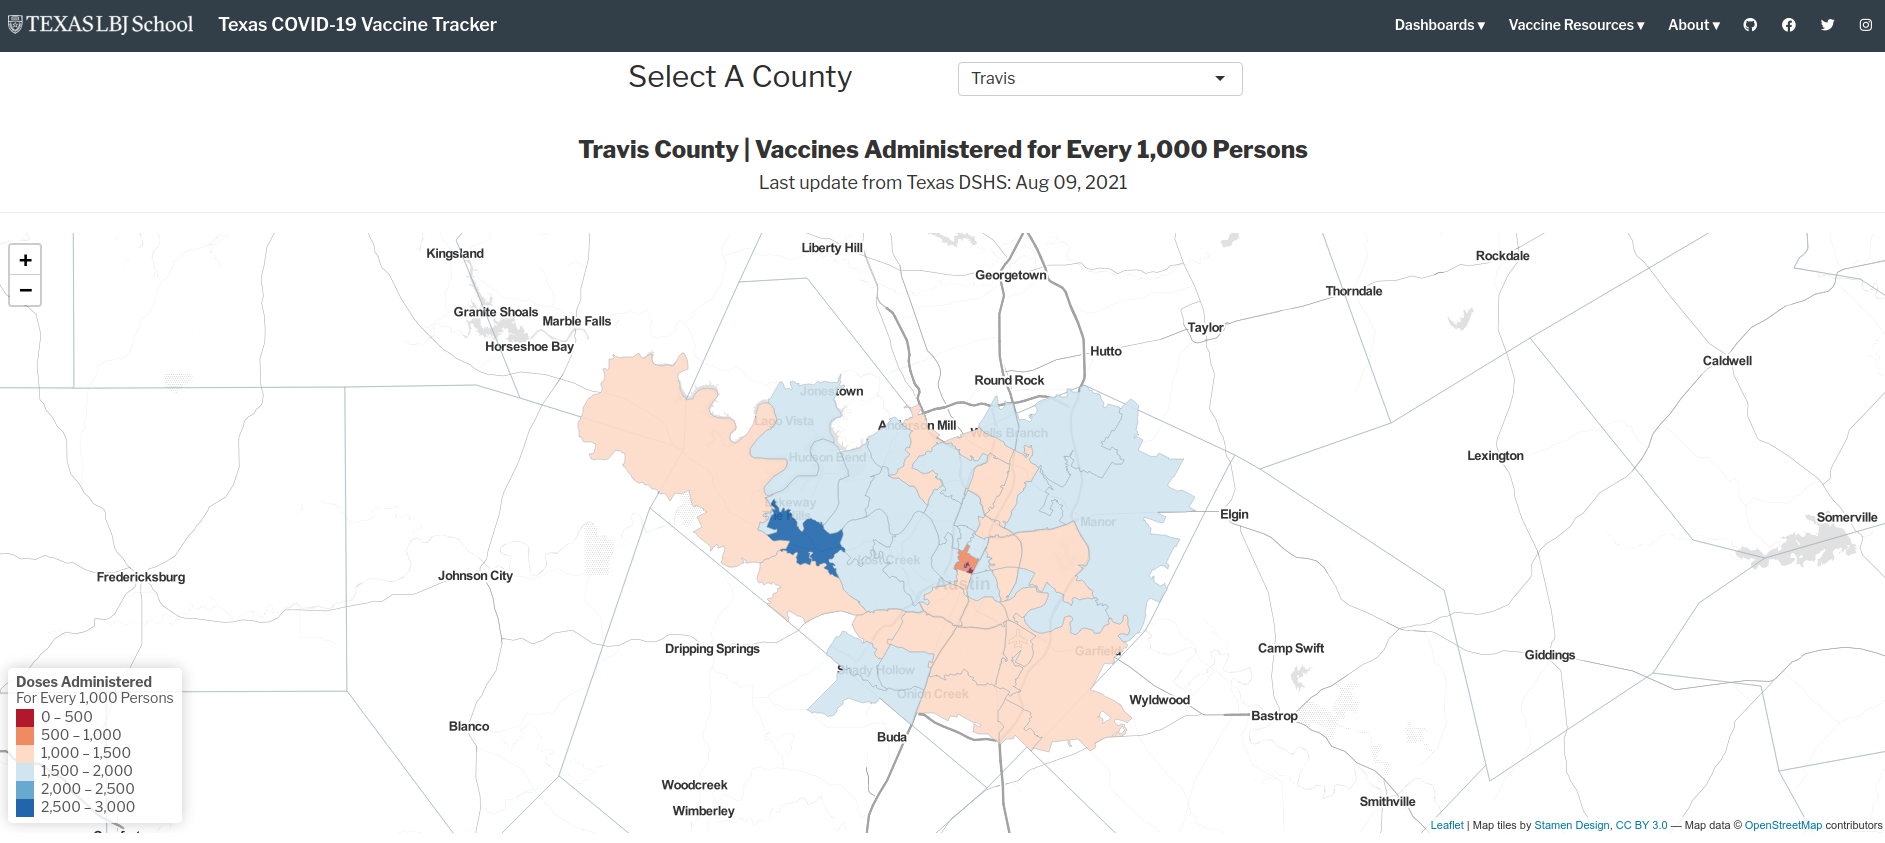 TEXAS LBJ School
Texas COVID-19 Vaccine Tracker
Dashboards ▾
Vaccine Resources ▾
About ▾
Select A County
Travis
Travis County | Vaccines Administered for Every 1,000 Persons
Last update from Texas DSHS: Aug 09, 2021
+
−
Kingsland
Liberty Hill
Georgetown
Rockdale
Thorndale
Granite Shoals
Marble Falls
Horseshoe Bay
Taylor
Hutto
Round Rock
Caldwell
Jonestown
Lago Vista
Anderson Mill
Wells Branch
Hudson Bend
Lexington
Lakeway
The Hills
Manor
Elgin
Somerville
Lost Creek
Fredericksburg
Johnson City
Austin
Dripping Springs
Garfield
Camp Swift
Giddings
Shady Hollow
Onion Creek
Wyldwood
Bastrop
Blanco
Buda
Woodcreek
Wimberley
Smithville
Doses Administered
For Every 1,000 Persons
0 – 500
500 – 1,000
1,000 – 1,500
1,500 – 2,000
2,000 – 2,500
2,500 – 3,000
Leaflet | Map tiles by Stamen Design, CC BY 3.0 — Map data © OpenStreetMap contributors